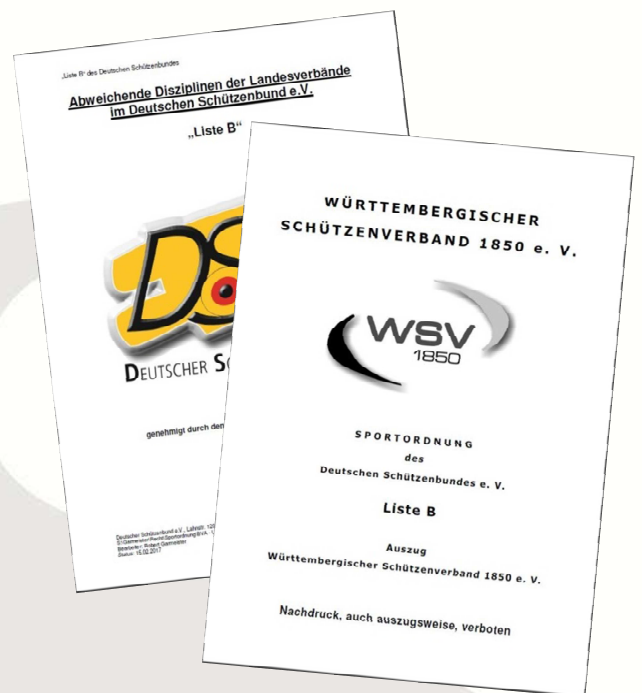 „Liste B“ des Deutschen Schützenbundes
Abweichende Disziplinen der Landesverbände
im Deutschen Schützenbund e.V.
„Liste B“
DS
DEUTSCHER S
genehmigt durch den
Deutscher Schützenbund e.V., Lahnstr.
Status: 15.02.2017
WÜRTTEMBERGISCHER
SCHÜTZENVERBAND 1850 e. V.
WSV
1850
SPORTORDNUNG
des
Deutschen Schützenbundes e. V.
Liste B
Auszug
Württembergischer Schützenverband 1850 e. V.
Nachdruck, auch auszugsweise, verboten